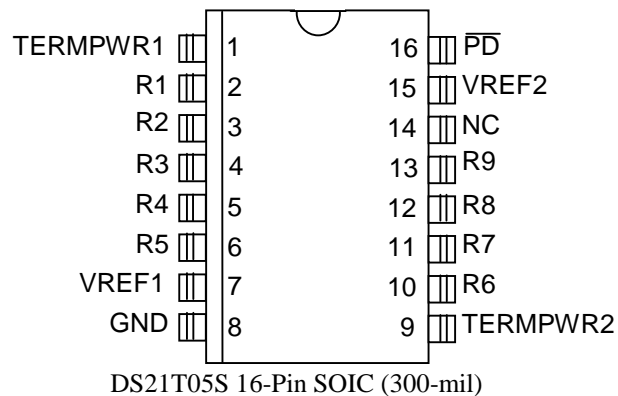 TERMPWR1 1 16 P̅D̅
R1 2 15 VREF2
R2 3 14 NC
R3 4 13 R9
R4 5 12 R8
R5 6 11 R7
VREF1 7 10 R6
GND 8 9 TERMPWR2
DS21T05S 16-Pin SOIC (300-mil)